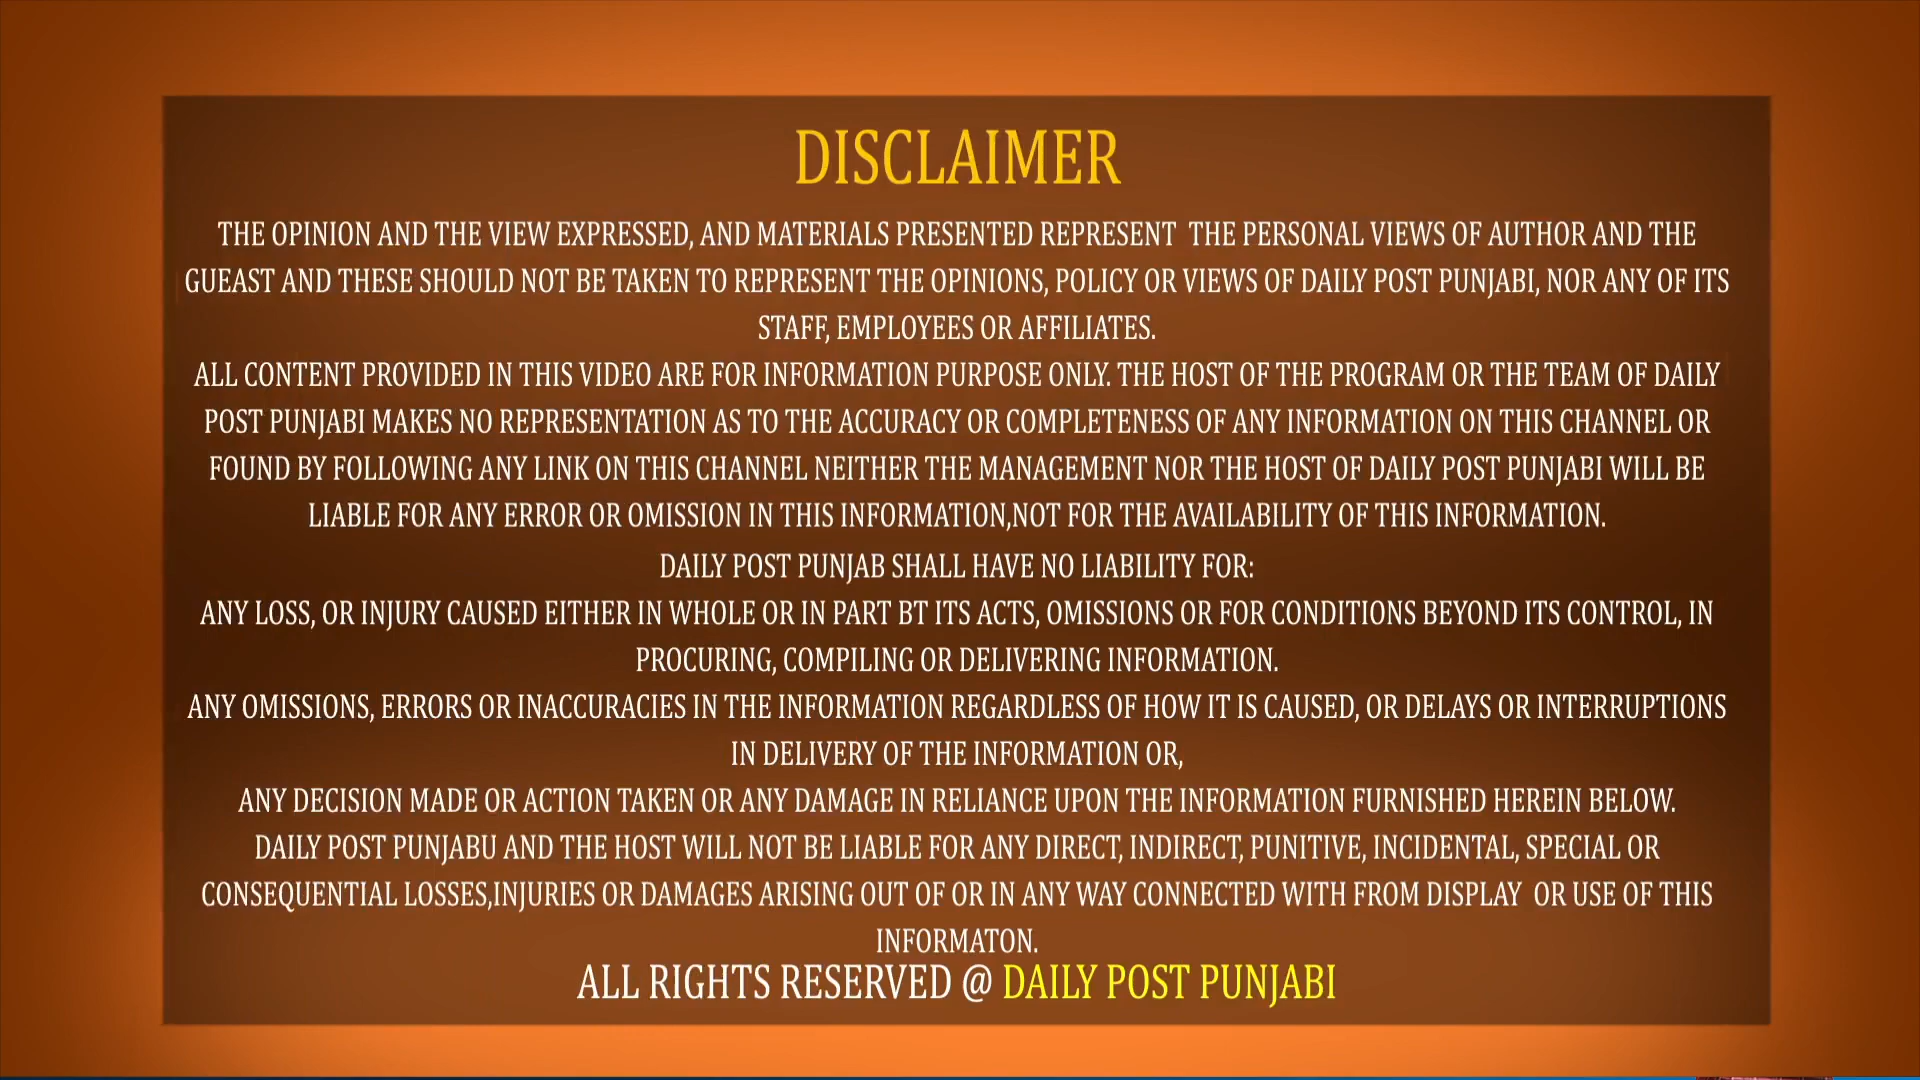 DISCLAIMER
THE OPINION AND THE VIEW EXPRESSED, AND MATERIALS PRESENTED REPRESENT THE PERSONAL VIEWS OF AUTHOR AND THE
GUEAST AND THESE SHOULD NOT BE TAKEN TO REPRESENT THE OPINIONS, POLICY OR VIEWS OF DAILY POST PUNJABI, NOR ANY OF ITS
STAFF, EMPLOYEES OR AFFILIATES.
ALL CONTENT PROVIDED IN THIS VIDEO ARE FOR INFORMATION PURPOSE ONLY. THE HOST OF THE PROGRAM OR THE TEAM OF DAILY
POST PUNJABI MAKES NO REPRESENTATION AS TO THE ACCURACY OR COMPLETENESS OF ANY INFORMATION ON THIS CHANNEL OR
FOUND BY FOLLOWING ANY LINK ON THIS CHANNEL NEITHER THE MANAGEMENT NOR THE HOST OF DAILY POST PUNJABI WILL BE
LIABLE FOR ANY ERROR OR OMISSION IN THIS INFORMATION,NOT FOR THE AVAILABILITY OF THIS INFORMATION.
DAILY POST PUNJAB SHALL HAVE NO LIABILITY FOR:
ANY LOSS, OR INJURY CAUSED EITHER IN WHOLE OR IN PART BT ITS ACTS, OMISSIONS OR FOR CONDITIONS BEYOND ITS CONTROL, IN
PROCURING, COMPILING OR DELIVERING INFORMATION.
ANY OMISSIONS, ERRORS OR INACCURACIES IN THE INFORMATION REGARDLESS OF HOW IT IS CAUSED, OR DELAYS OR INTERRUPTIONS
IN DELIVERY OF THE INFORMATION OR,
ANY DECISION MADE OR ACTION TAKEN OR ANY DAMAGE IN RELIANCE UPON THE INFORMATION FURNISHED HEREIN BELOW.
DAILY POST PUNJABU AND THE HOST WILL NOT BE LIABLE FOR ANY DIRECT, INDIRECT, PUNITIVE, INCIDENTAL, SPECIAL OR
CONSEQUENTIAL LOSSES,INJURIES OR DAMAGES ARISING OUT OF OR IN ANY WAY CONNECTED WITH FROM DISPLAY OR USE OF THIS
INFORMATON.
ALL RIGHTS RESERVED @ DAILY POST PUNJABI